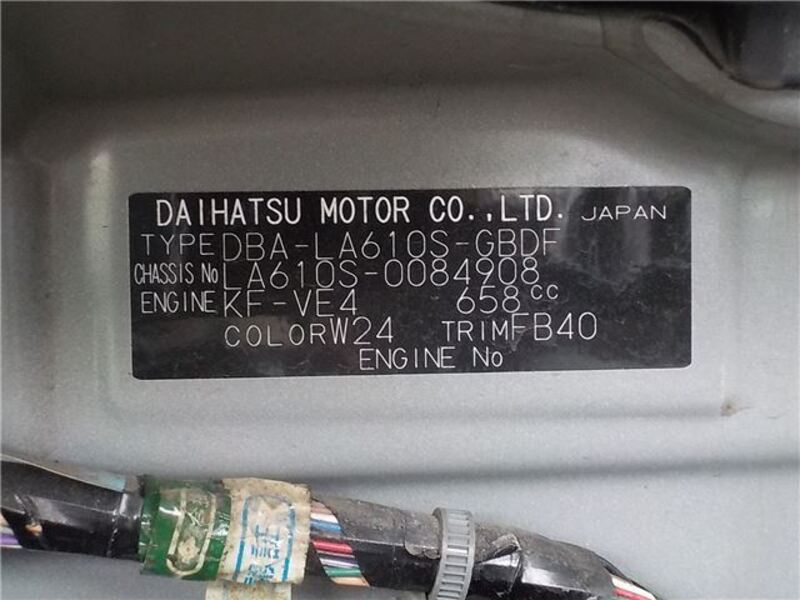 DAIHATSU MOTOR CO.,LTD. JAPAN
TYPE DBA-LA610S-GBDF
CHASSIS No LA610S-0084908
ENGINE KF-VE4 658cc
COLOR W24 TRIM FB40
ENGINE No